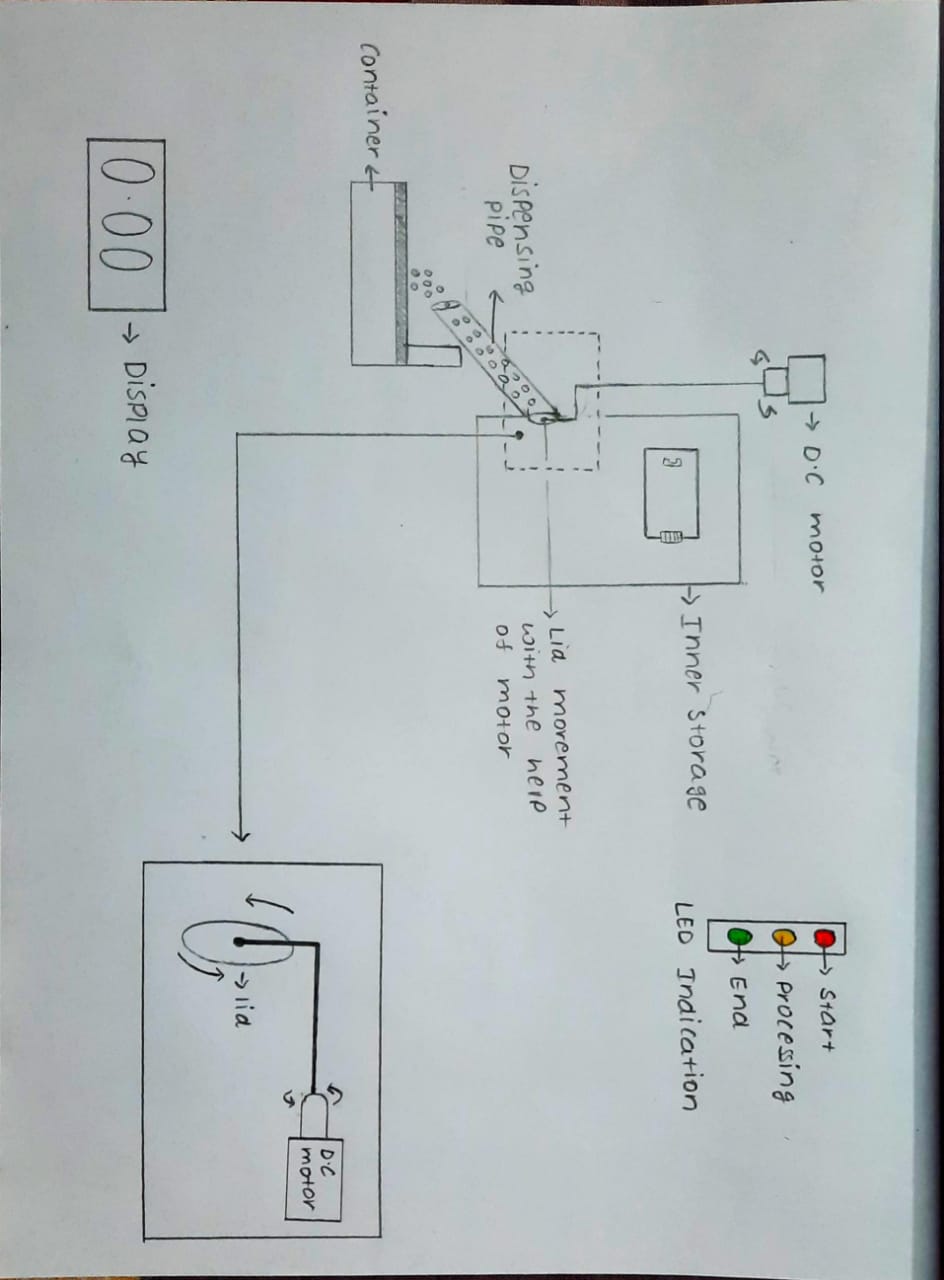 D.C motor
Start
Processing
End
LED Indication
Inner storage
Lid movement
with the help
of motor
Dispensing
pipe
Container
D.C
motor
lid
0.00
Display